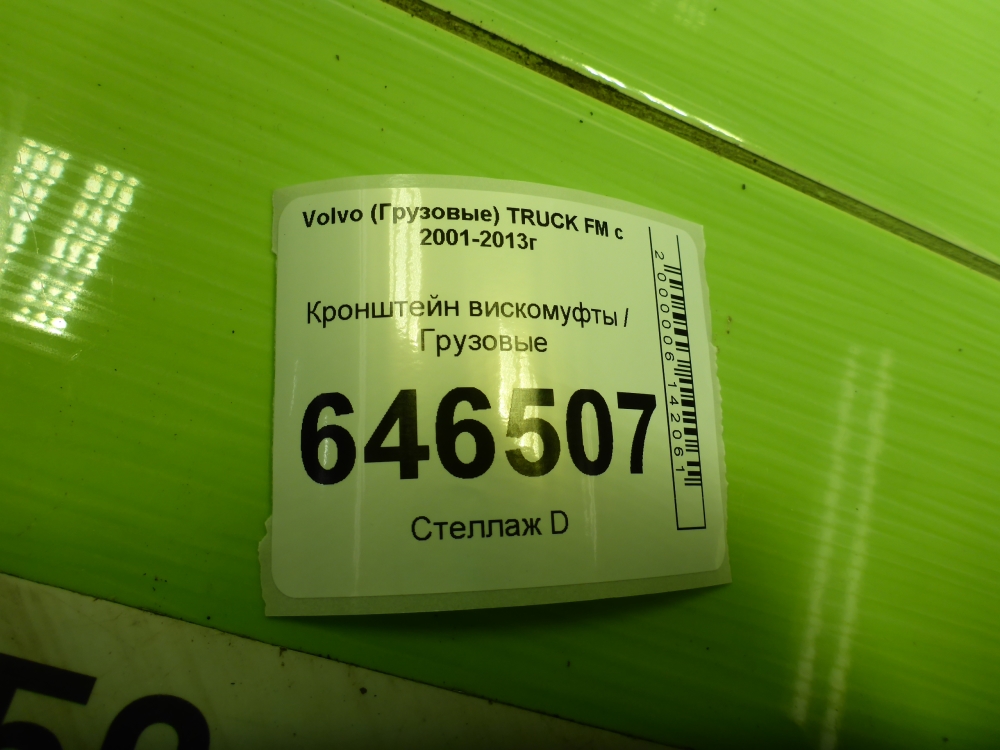 Volvo (Грузовые) TRUCK FM с
2001-2013г
Кронштейн вискомуфты /
Грузовые
646507
Стеллаж D
2000006142061